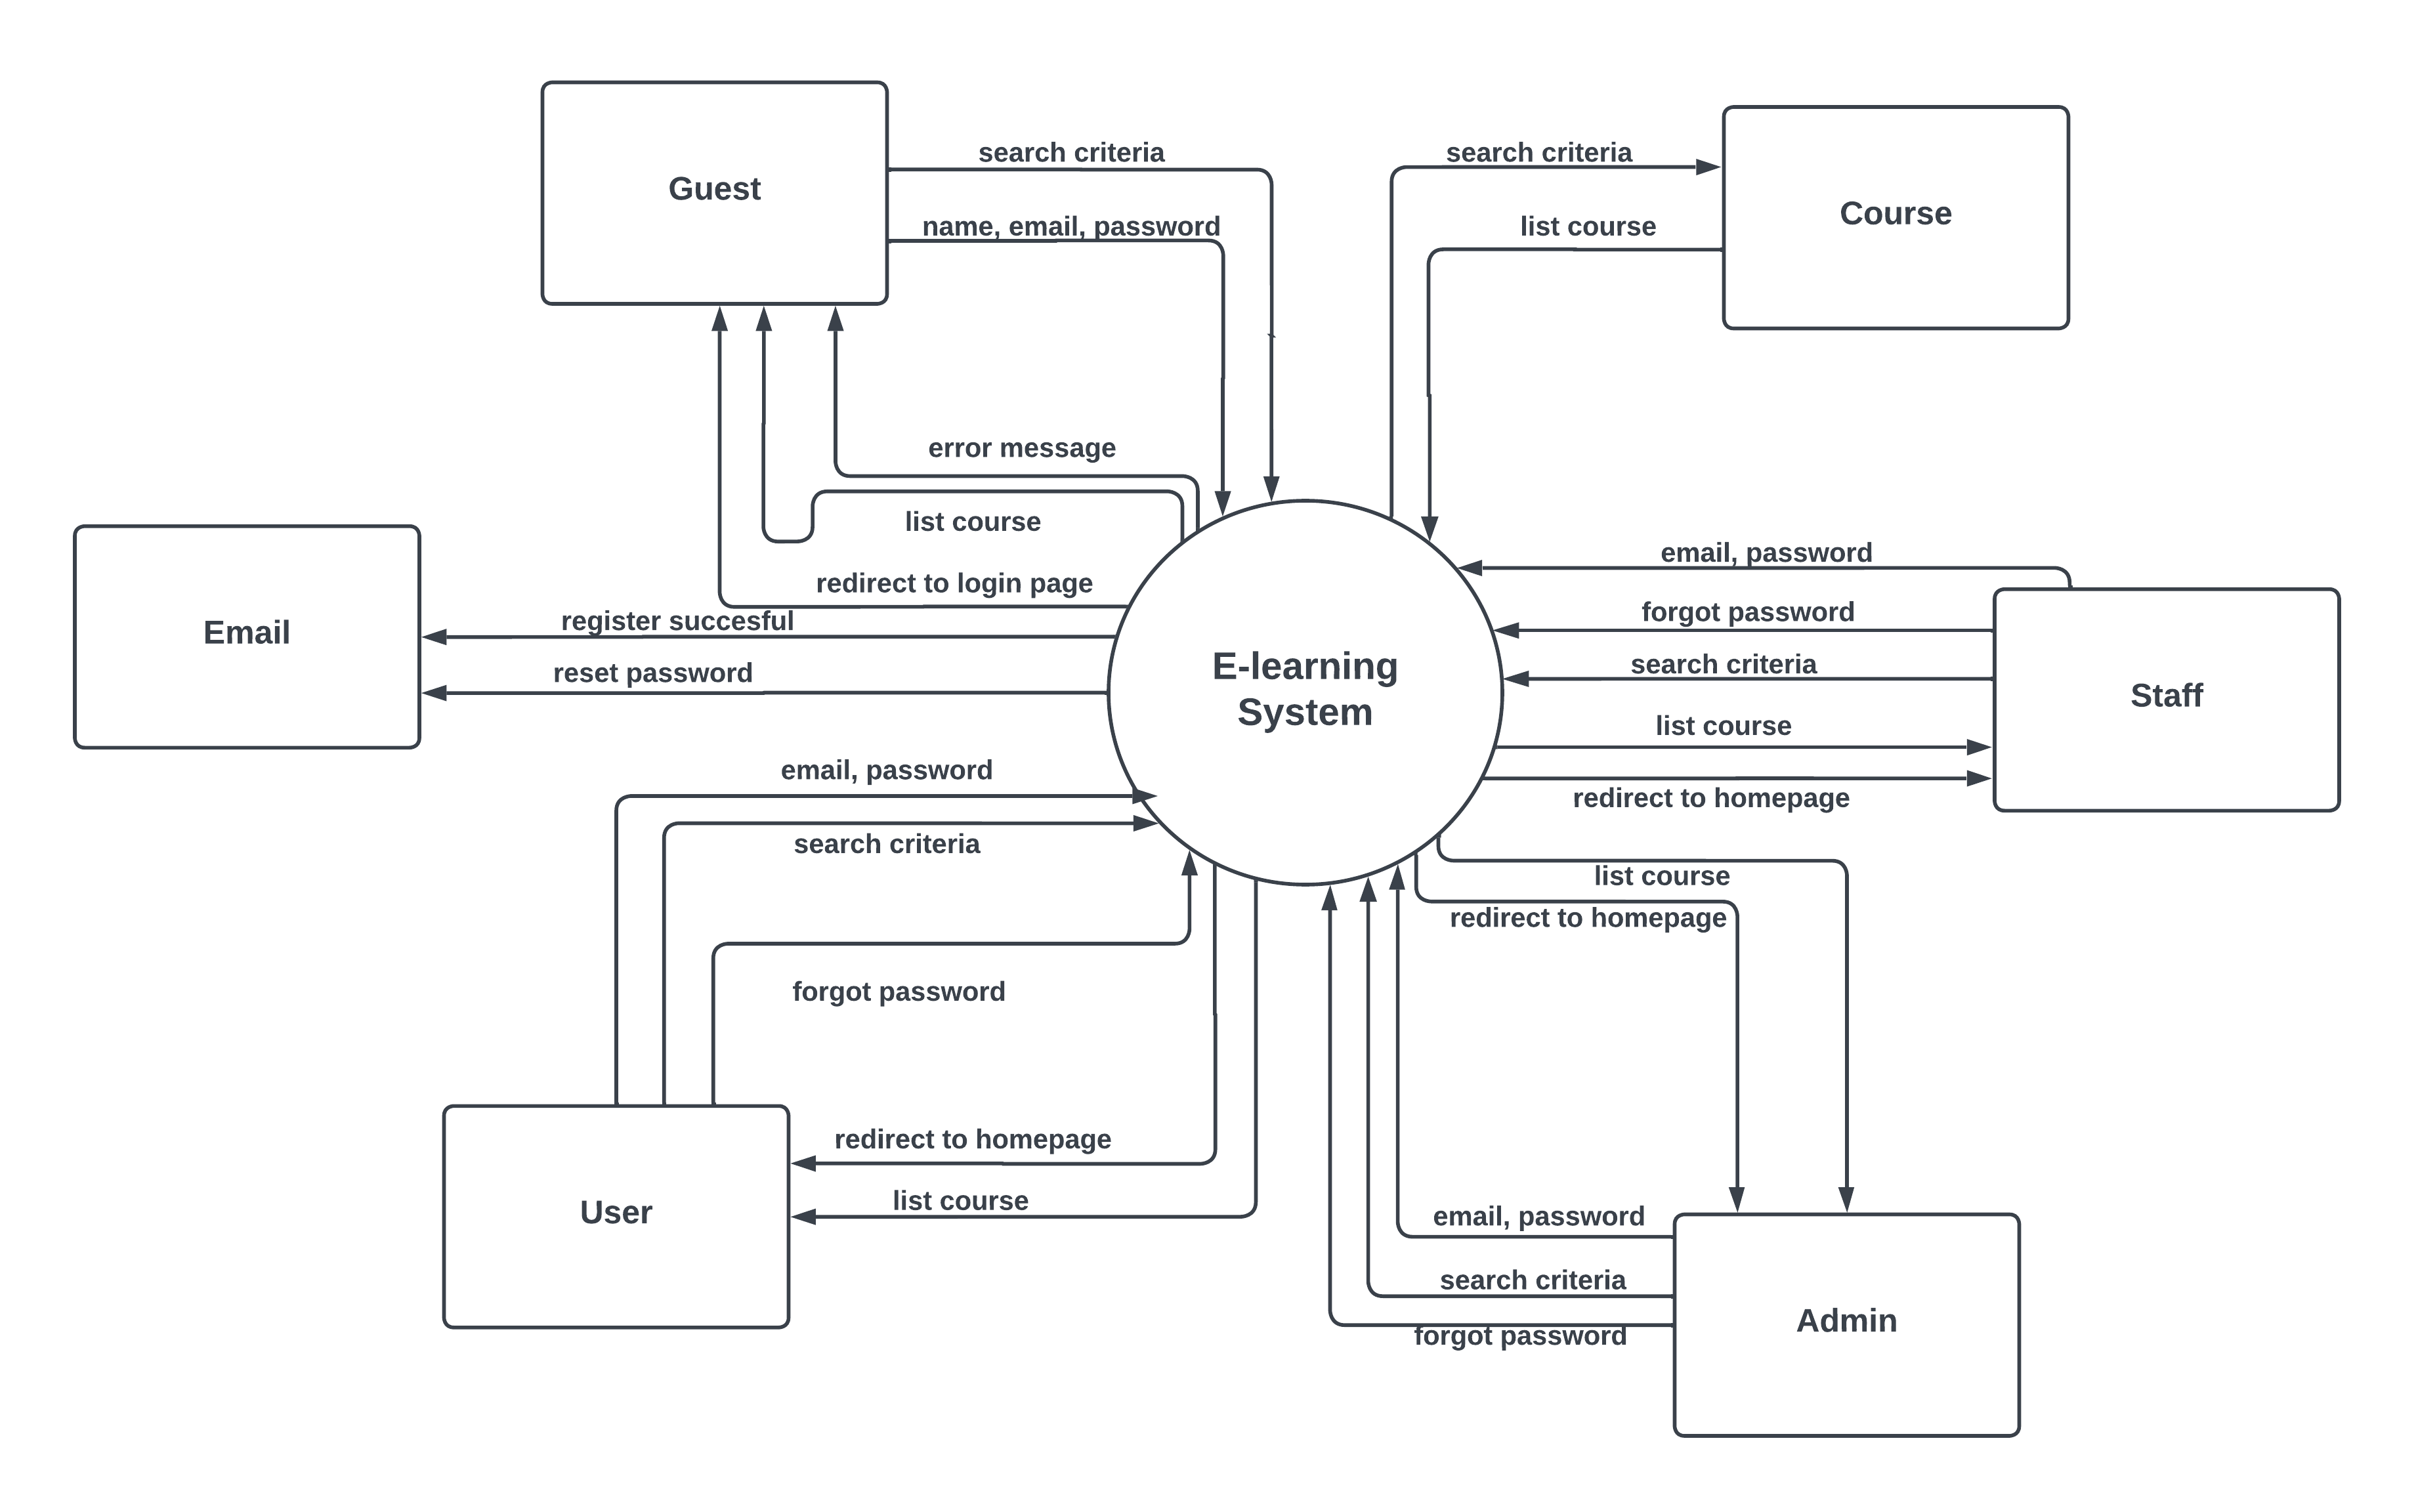 search criteria
search criteria
Guest
Course
name, email, password
list course
error message
list course
email, password
redirect to login page
forgot password
register succesful
Email
search criteria
E-learning
System
reset password
Staff
list course
email, password
redirect to homepage
search criteria
list course
redirect to homepage
forgot password
redirect to homepage
list course
User
email, password
search criteria
Admin
forgot password